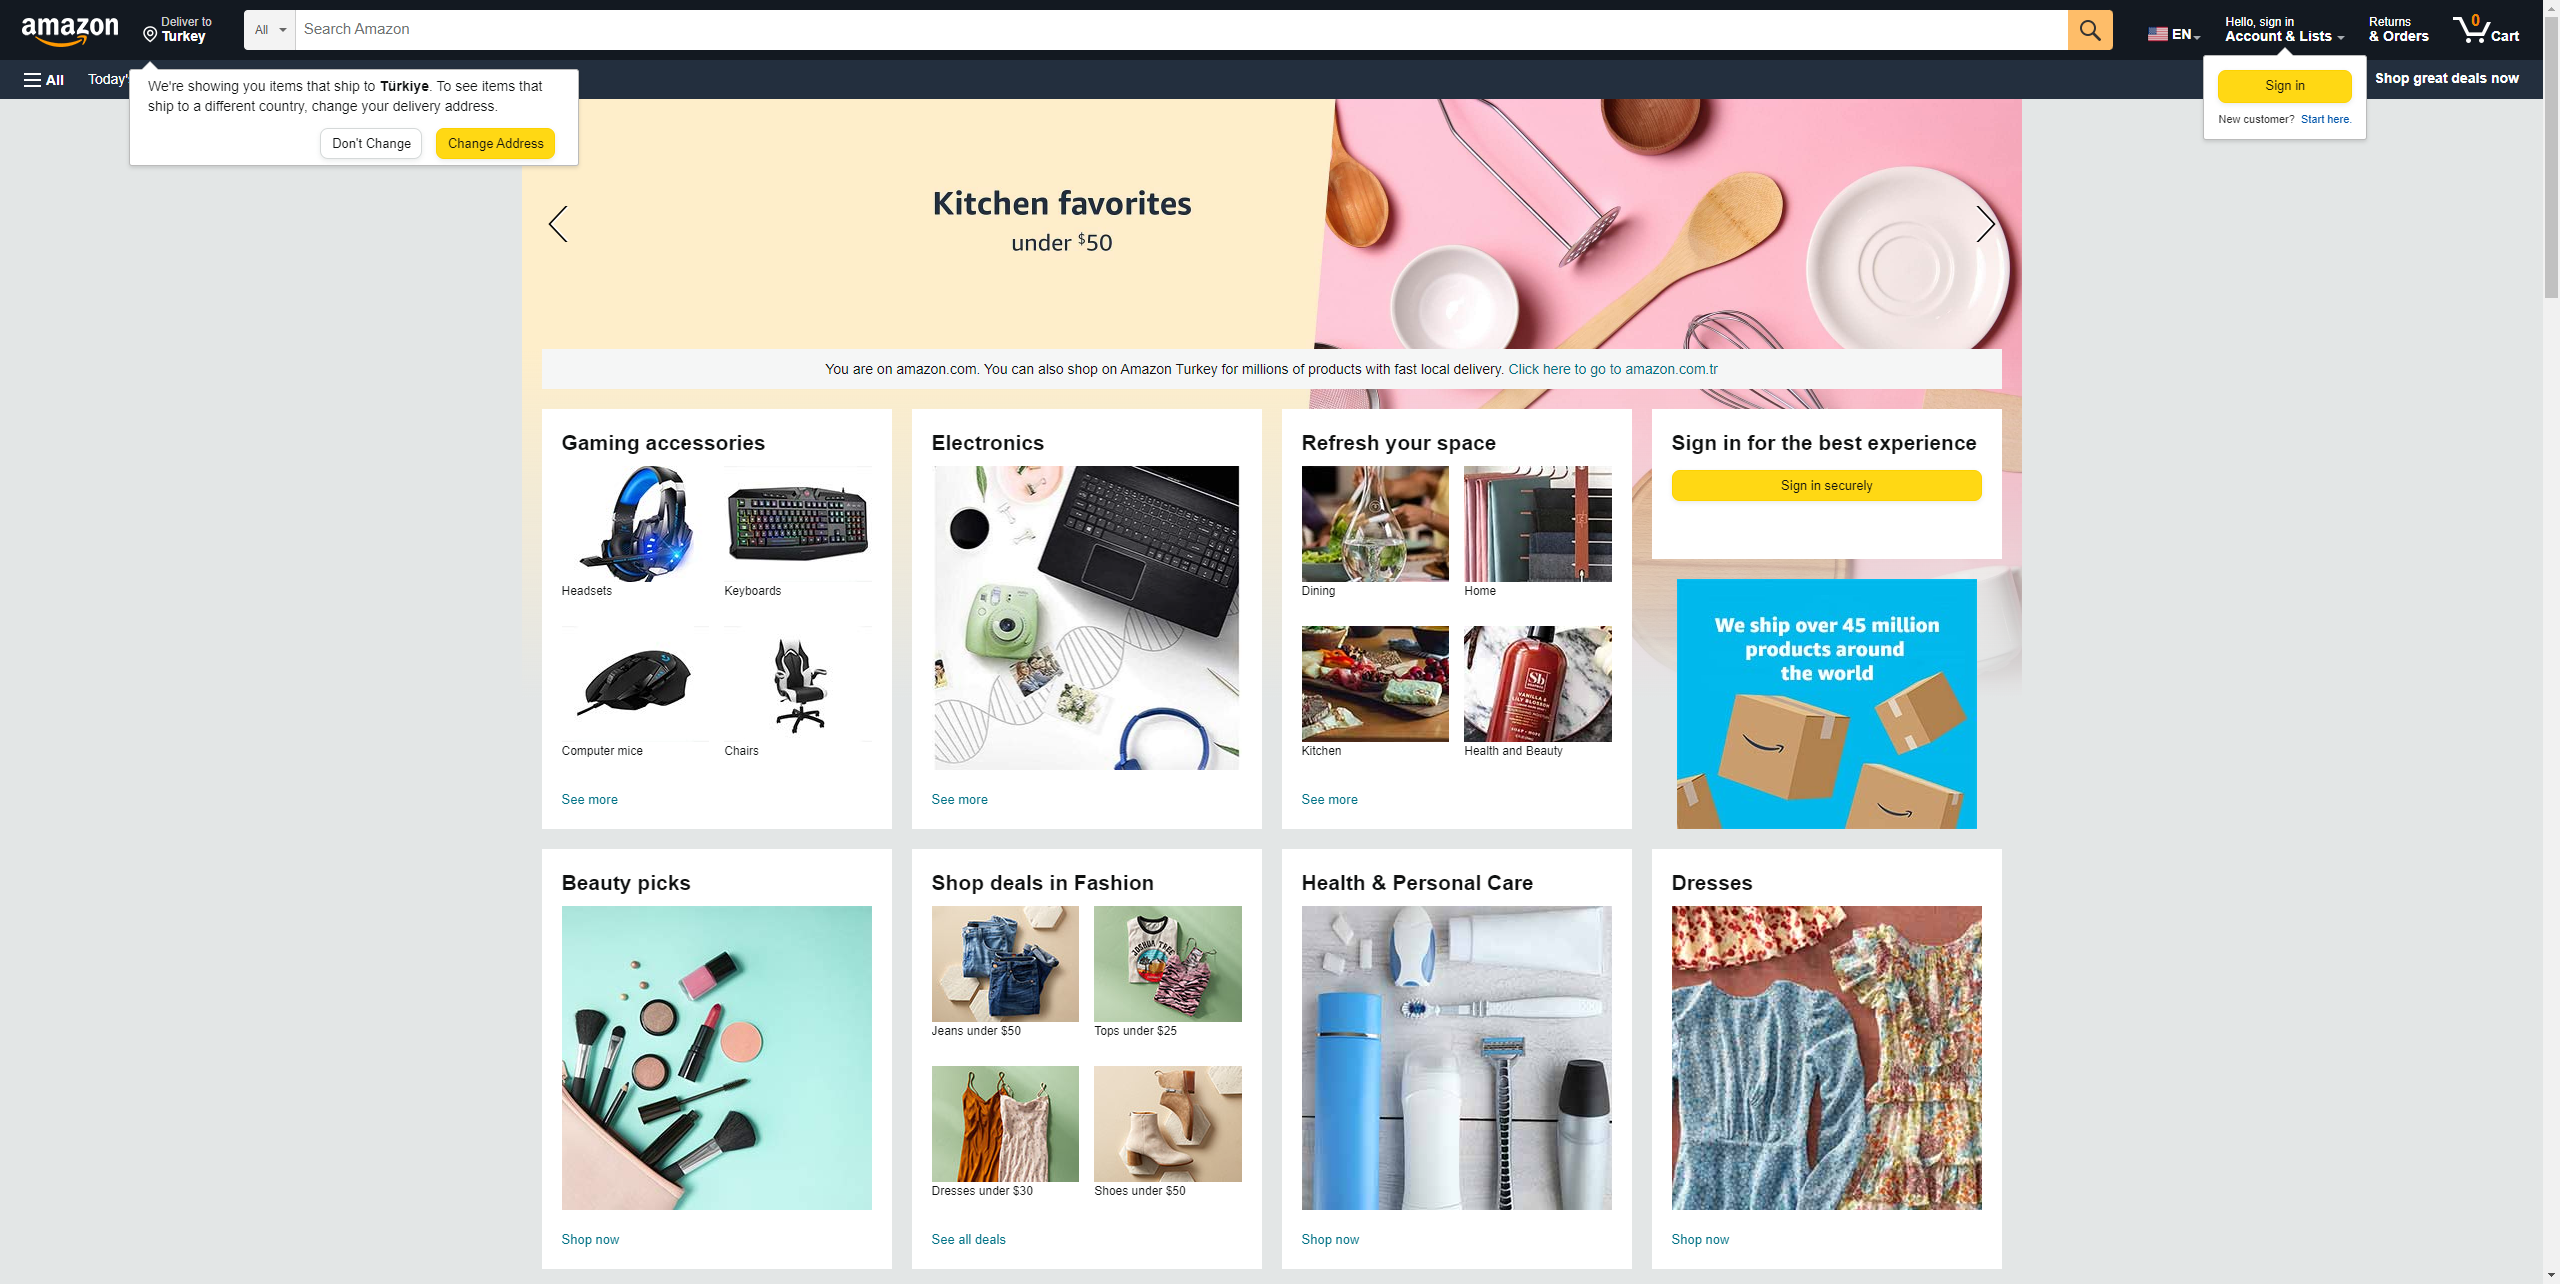 amazon
Deliver to
Turkey
All
Search Amazon
EN
Hello, sign in
Account & Lists
Returns
& Orders
0
Cart
All
Today'
Shop great deals now
We're showing you items that ship to Türkiye. To see items that
ship to a different country, change your delivery address.
Don't Change
Change Address
Sign in
New customer? Start here.
Kitchen favorites
under $50
You are on amazon.com. You can also shop on Amazon Turkey for millions of products with fast local delivery. Click here to go to amazon.com.tr
Gaming accessories
Headsets
Keyboards
Computer mice
Chairs
See more
Electronics
See more
Refresh your space
Dining
Home
Kitchen
Sb
VANILLA &
LILY BLOSSOM
Health and Beauty
See more
Sign in for the best experience
Sign in securely
We ship over 45 million
products around
the world
Beauty picks
Shop now
Shop deals in Fashion
Jeans under $50
JOSHUA TREE
Tops under $25
Dresses under $30
Shoes under $50
See all deals
Health & Personal Care
Shop now
Dresses
Shop now